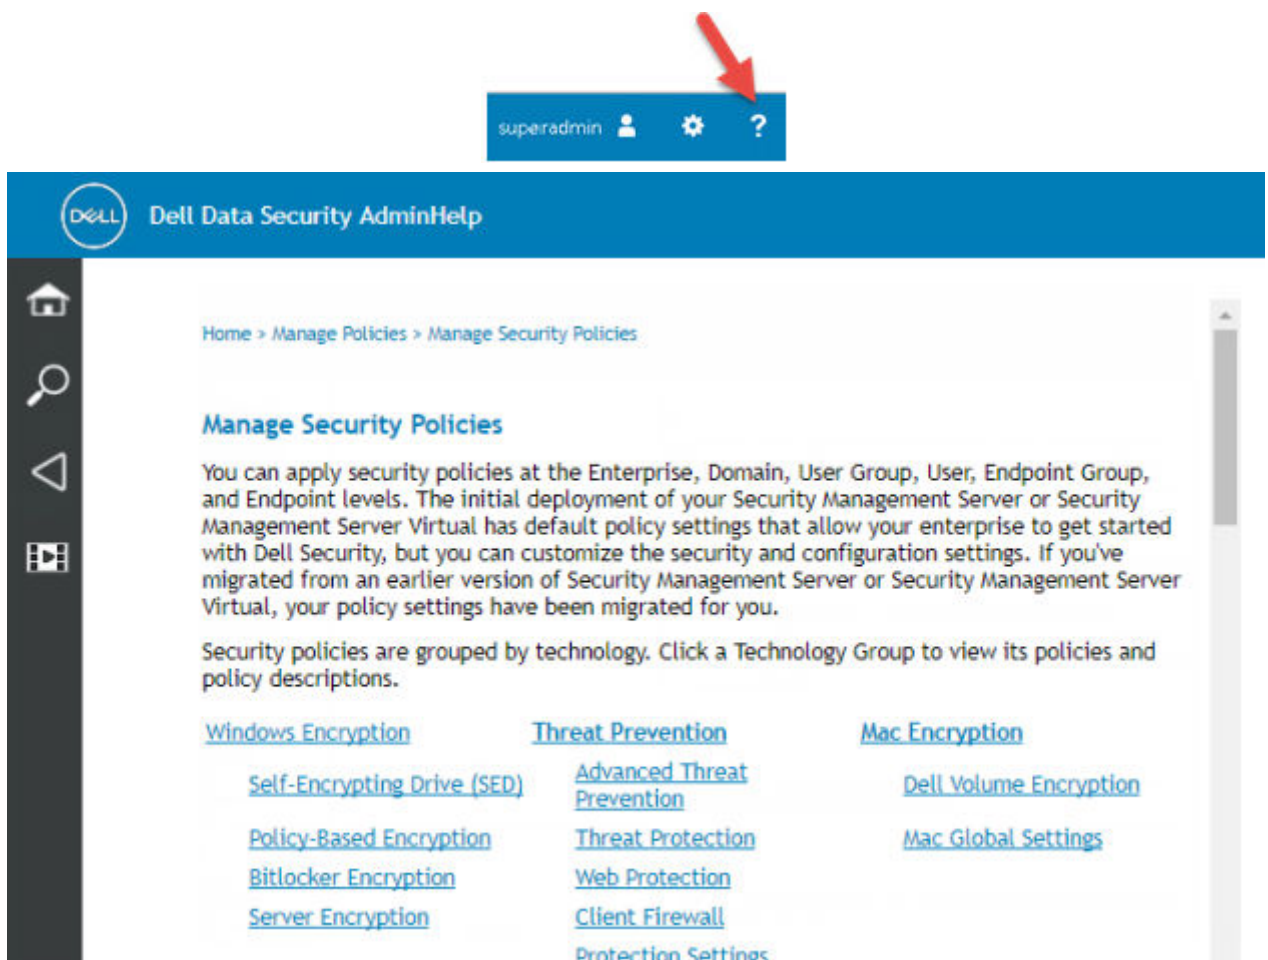 superadmin ?
DELL Dell Data Security AdminHelp
Home > Manage Policies > Manage Security Policies
Manage Security Policies
You can apply security policies at the Enterprise, Domain, User Group, User, Endpoint Group,
and Endpoint levels. The initial deployment of your Security Management Server or Security
Management Server Virtual has default policy settings that allow your enterprise to get started
with Dell Security, but you can customize the security and configuration settings. If you've
migrated from an earlier version of Security Management Server or Security Management Server
Virtual, your policy settings have been migrated for you.
Security policies are grouped by technology. Click a Technology Group to view its policies and
policy descriptions.
Windows Encryption
Self-Encrypting Drive (SED)
Policy-Based Encryption
Bitlocker Encryption
Server Encryption
Threat Prevention
Advanced Threat
Prevention
Threat Protection
Web Protection
Client Firewall
Protection Settings
Mac Encryption
Dell Volume Encryption
Mac Global Settings